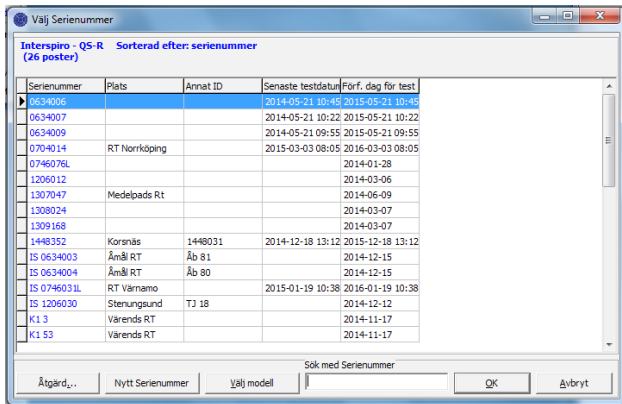 Välj Serienummer
Interspiro - QS-R Sorterad efter: serienummer
(26 poster)
Serienummer Plats Annat ID Senaste testdatum Förf. dag för test
0634006 2014-05-21 10:45 2015-05-21 10:45
0634007 2014-05-21 10:22 2015-05-21 10:22
0634009 2014-05-21 09:55 2015-05-21 09:55
0704014 RT Norrköping 2015-03-03 08:05 2016-03-03 08:05
0746076L 2014-01-28
1206012 2014-03-06
1307047 Medelpads Rt 2014-06-09
1308024 2014-03-07
1309168 2014-03-07
1448352 Korsnäs 1448031 2014-12-18 13:12 2015-12-18 13:12
IS 0634003 Åmål RT Åb 81 2014-12-15
IS 0634004 Åmål RT Åb 80 2014-12-15
IS 0746031L RT Värnamo 2015-01-19 10:38 2016-01-19 10:38
IS 1206030 Stenungsund TJ 18 2014-12-12
K1 3 Värends RT 2014-11-17
K1 53 Värends RT 2014-11-17
Sök med Serienummer
Åtgärd... Nytt Serienummer Välj modell OK Avbryt